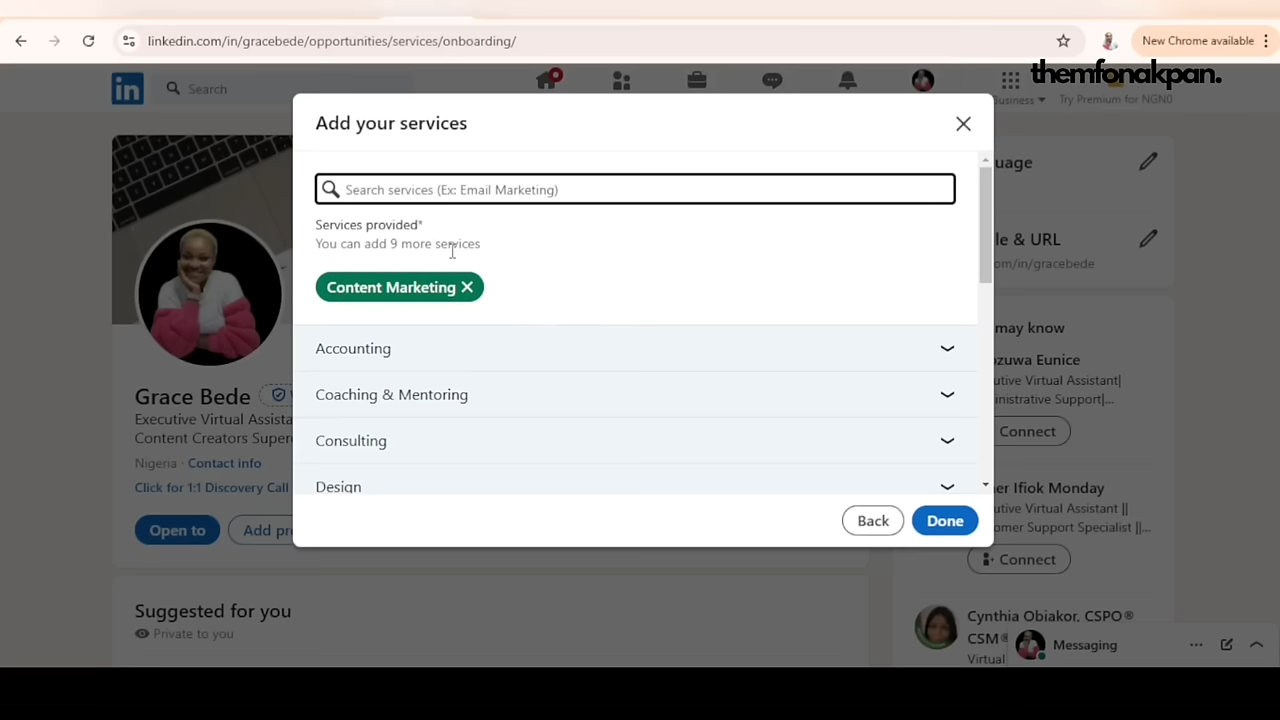 linkedin.com/in/gracebede/opportunities/services/onboarding/
New Chrome available
themfonakpan.
in
Search
Business
Try Premium for NGN0
Add your services
Search services (Ex: Email Marketing)
Services provided*
You can add 9 more services
Content Marketing
Accounting
Coaching & Mentoring
Consulting
Design
Back
Done
Grace Bede
Executive Virtual Assista
Content Creators Super
Nigeria · Contact info
Click for 1:1 Discovery Call
Open to
Add pr
Suggested for you
Private to you
uage
le & URL
com/in/gracebede
may know
ozuwa Eunice
utive Virtual Assistant|
inistrative Support|...
Connect
er Ifiok Monday
utive Virtual Assistant ||
omer Support Specialist ||...
Connect
Cynthia Obiakor, CSPO®
CSM®
Virtual
Messaging